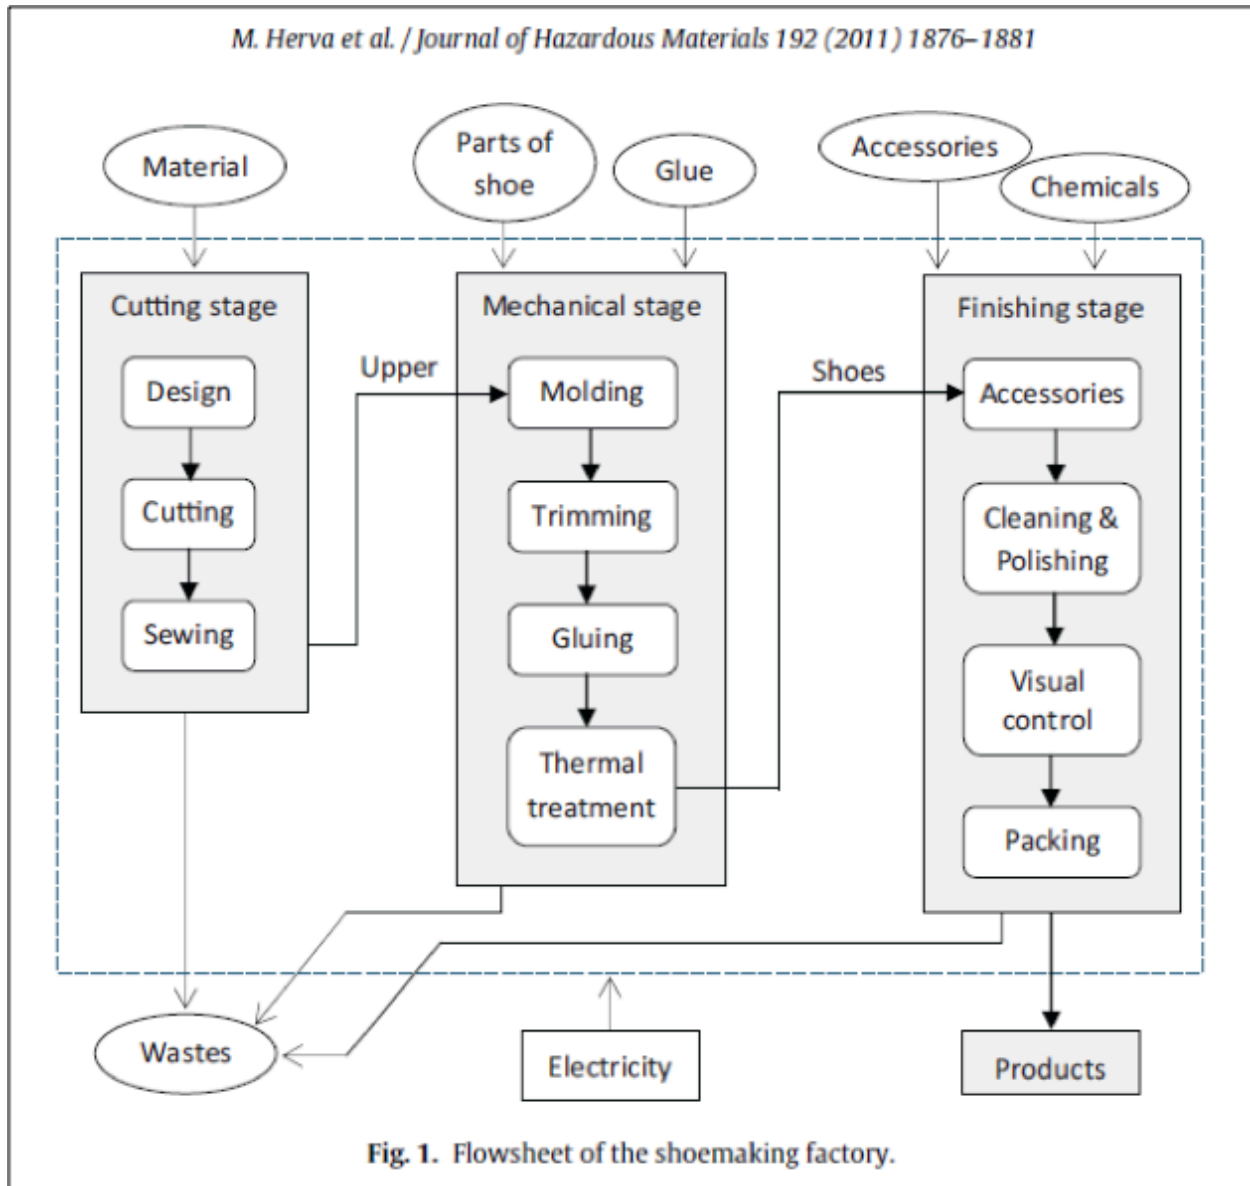 M. Herva et al. / Journal of Hazardous Materials 192 (2011) 1876–1881
Material
Parts of
shoe
Glue
Accessories
Chemicals
Cutting stage
Design
Cutting
Sewing
Upper
Mechanical stage
Molding
Trimming
Gluing
Thermal
treatment
Shoes
Finishing stage
Accessories
Cleaning &
Polishing
Visual
control
Packing
Wastes
Electricity
Products
Fig. 1. Flowsheet of the shoemaking factory.